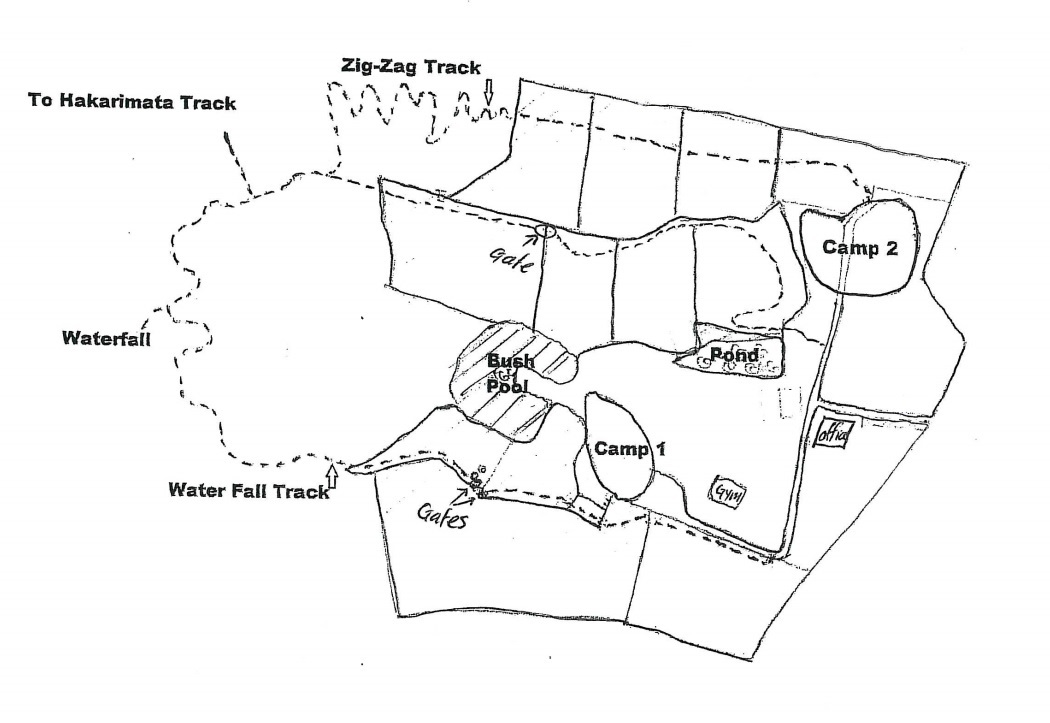 Zig-Zag Track
To Hakarimata Track
Camp 2
Gate
Waterfall
Pond
Bush
Pool
office
Camp 1
Water Fall Track
Gym
Gates